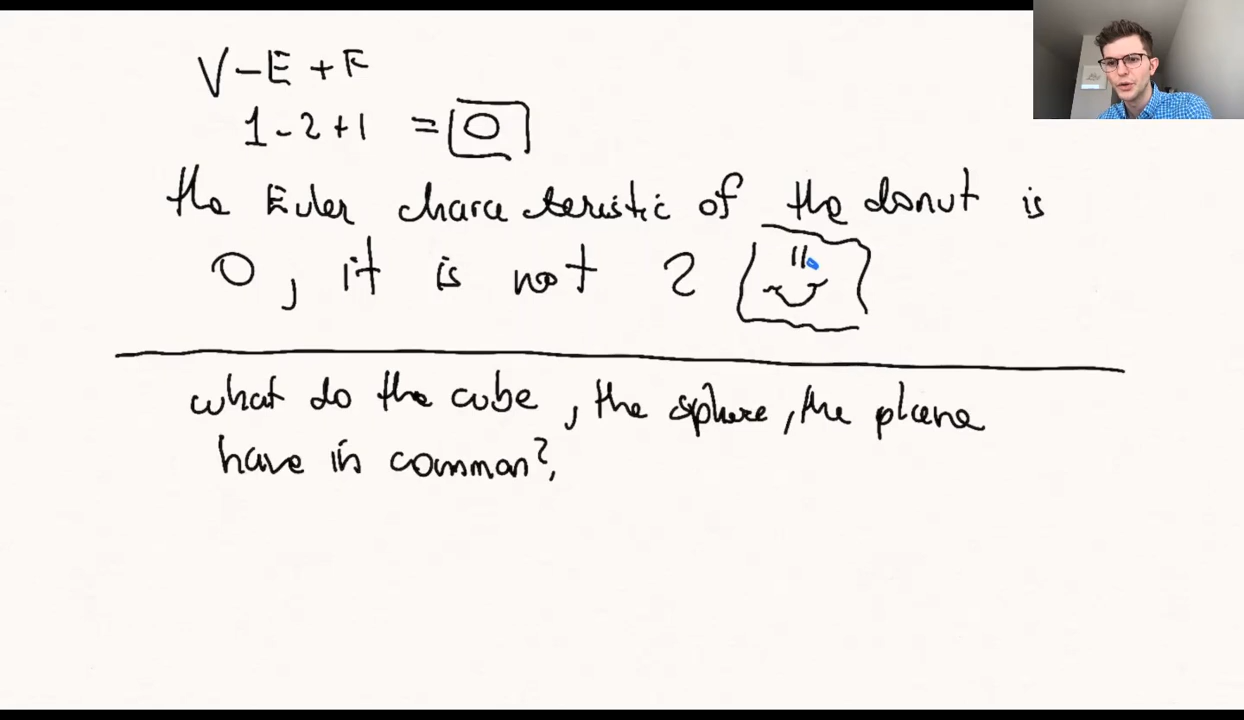 V-E+F
1-2+1 = 0
the Euler characteristic of the donut is
0, it is not 2
what do the cube, the sphere, the plane
have in common?,